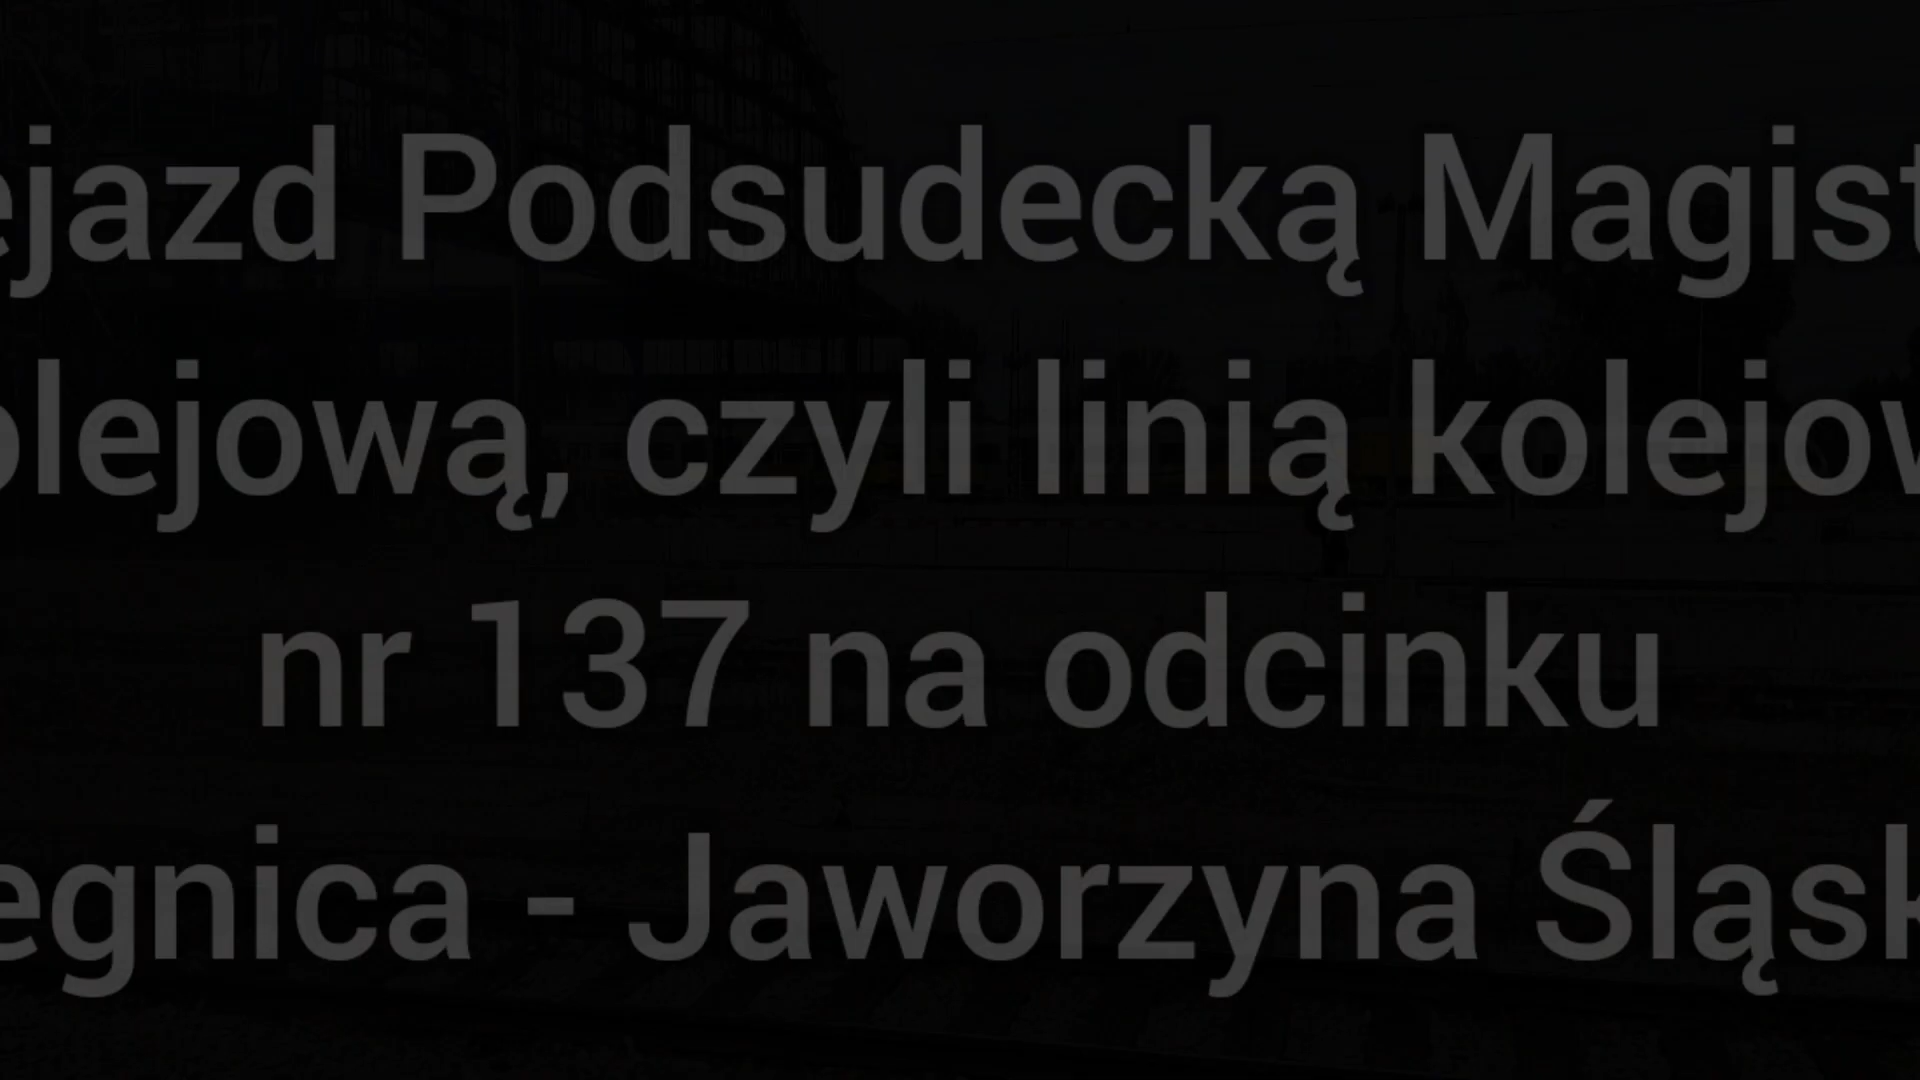 ejazd Podsudecką Magist
olejową, czyli linią kolejow
nr 137 na odcinku
egnica - Jaworzyna Śląsk